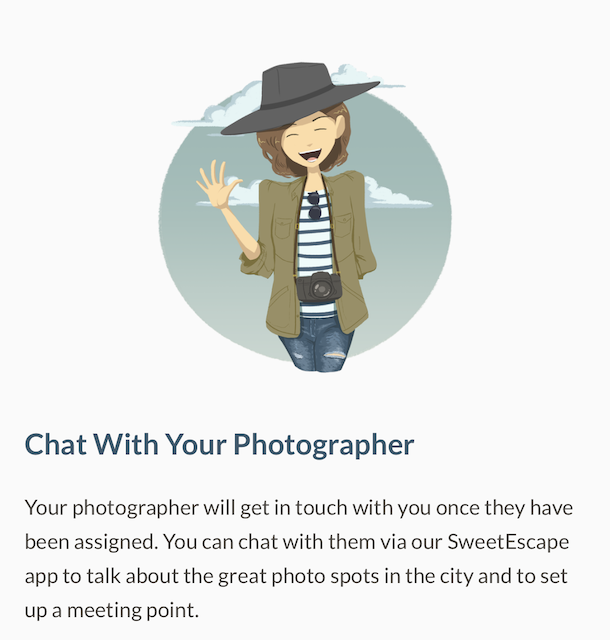 Chat With Your Photographer
Your photographer will get in touch with you once they have
been assigned. You can chat with them via our SweetEscape
app to talk about the great photo spots in the city and to set
up a meeting point.